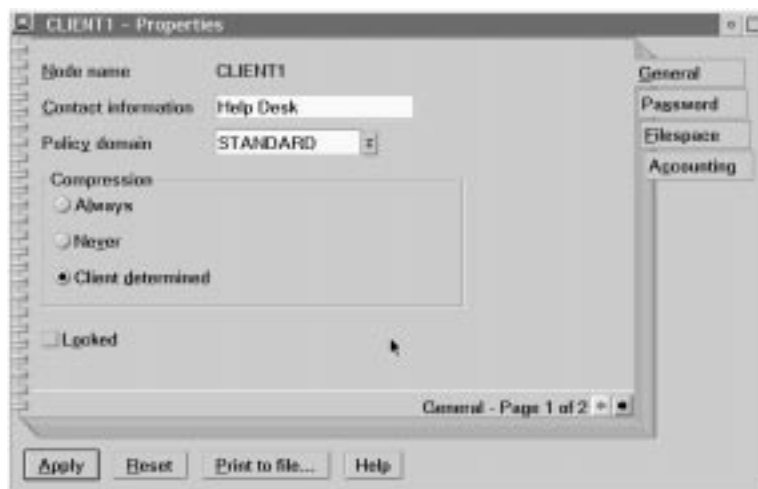 CLIENT1 - Properties
Node name CLIENT1
Contact information Help Desk
Policy domain STANDARD
Compression
Always
Never
Client determined
Locked
General - Page 1 of 2
General
Password
Filespace
Accounting
Apply Reset Print to file... Help